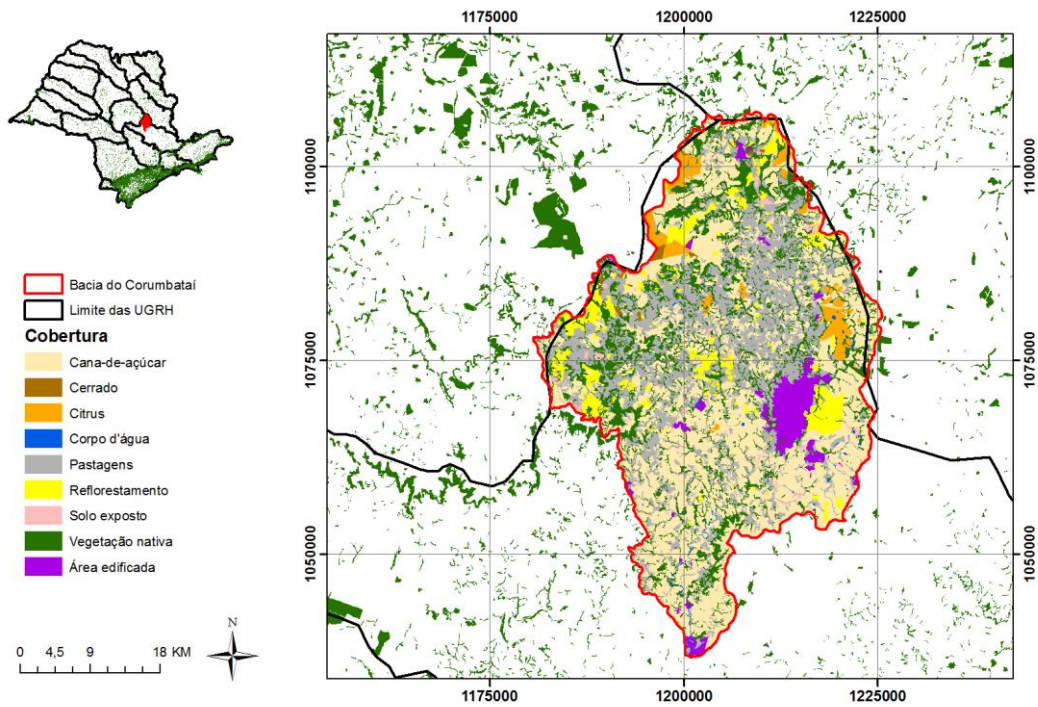 1175000 1200000 1225000
1100000 1100000
Bacia do Corumbataí
Limite das UGRH
Cobertura
Cana-de-açúcar
Cerrado
Citrus
Corpo d'água
Pastagens
Reflorestamento
Solo exposto
Vegetação nativa
Área edificada
1075000 1075000
1050000 1050000
N
0 4,5 9 18 KM
1175000 1200000 1225000